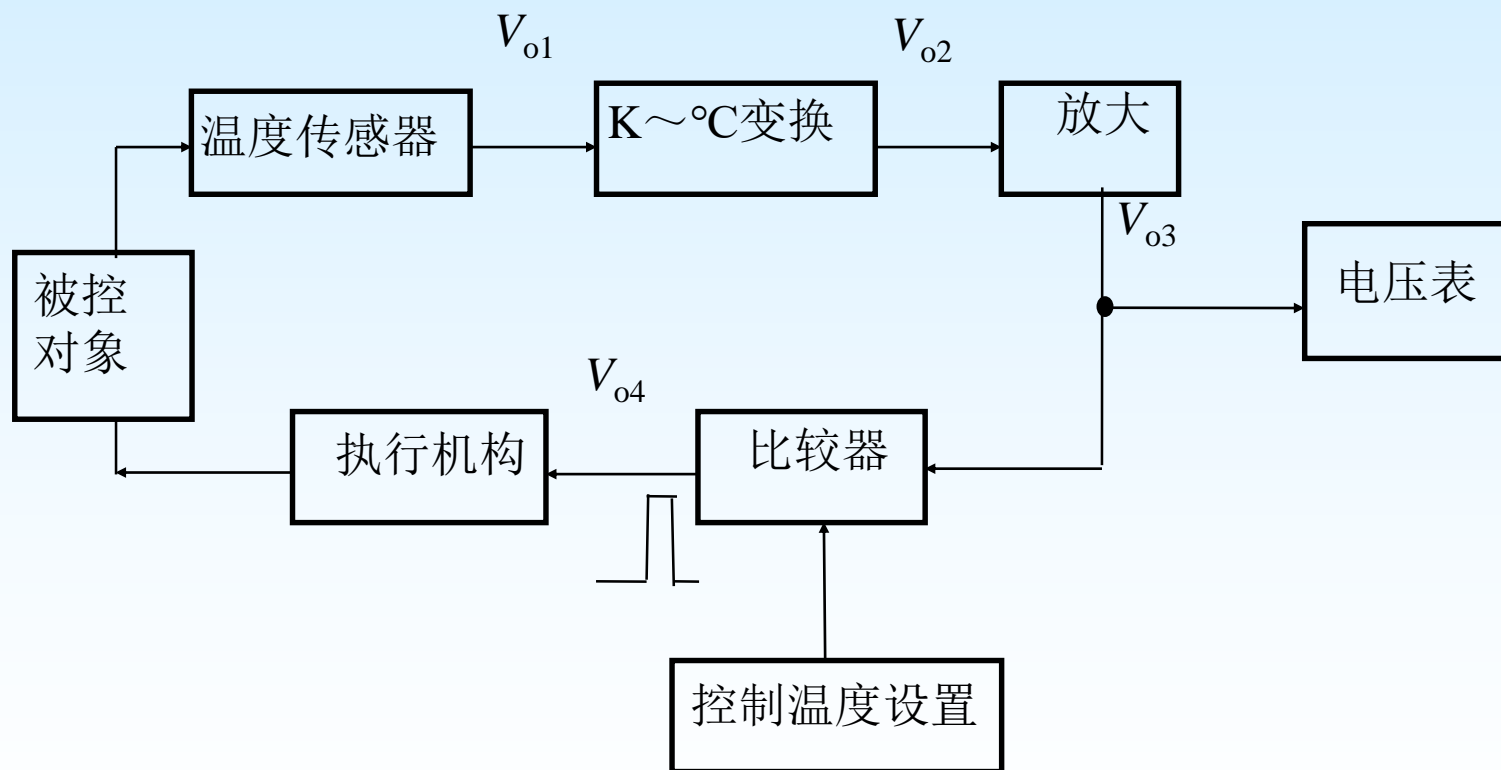 V_o1
V_o2
温度传感器
K～℃变换
放大
V_o3
电压表
被控
对象
V_o4
执行机构
比较器
控制温度设置